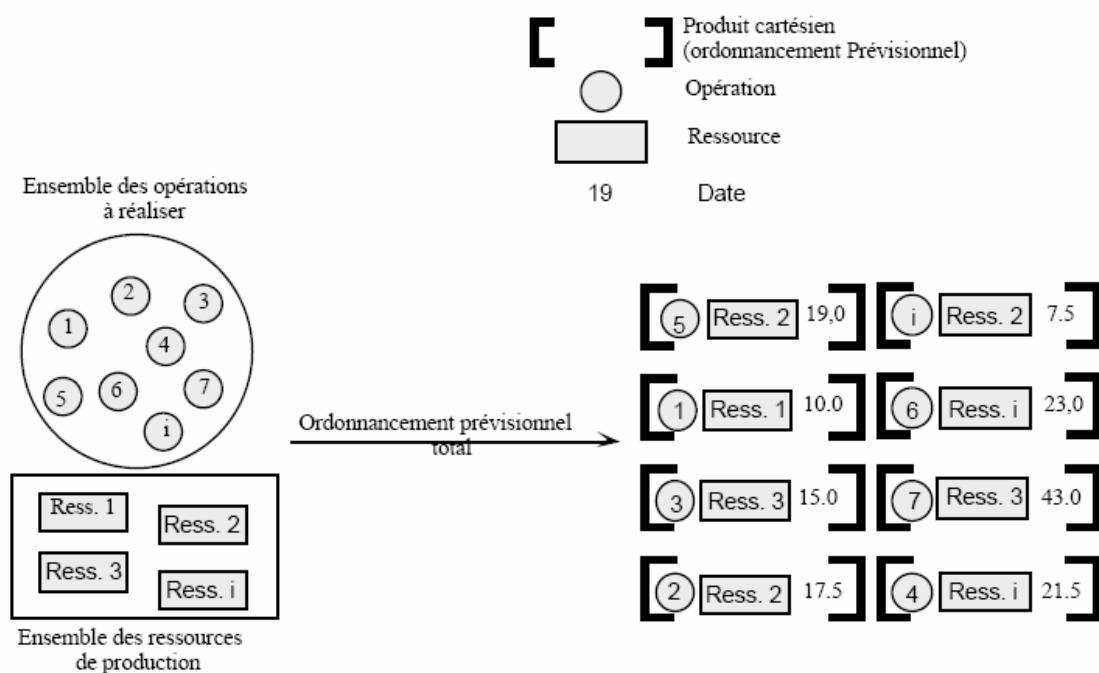 Produit cartésien
(ordonnancement Prévisionnel)
Opération
Ressource
19 Date
Ensemble des opérations
à réaliser
1
2
3
4
5
6
7
i
Ress. 1
Ress. 2
Ress. 3
Ress. i
Ensemble des ressources
de production
Ordonnancement prévisionnel
total
5 Ress. 2 19,0
i Ress. 2 7.5
1 Ress. 1 10.0
6 Ress. i 23,0
3 Ress. 3 15.0
7 Ress. 3 43.0
2 Ress. 2 17.5
4 Ress. i 21.5